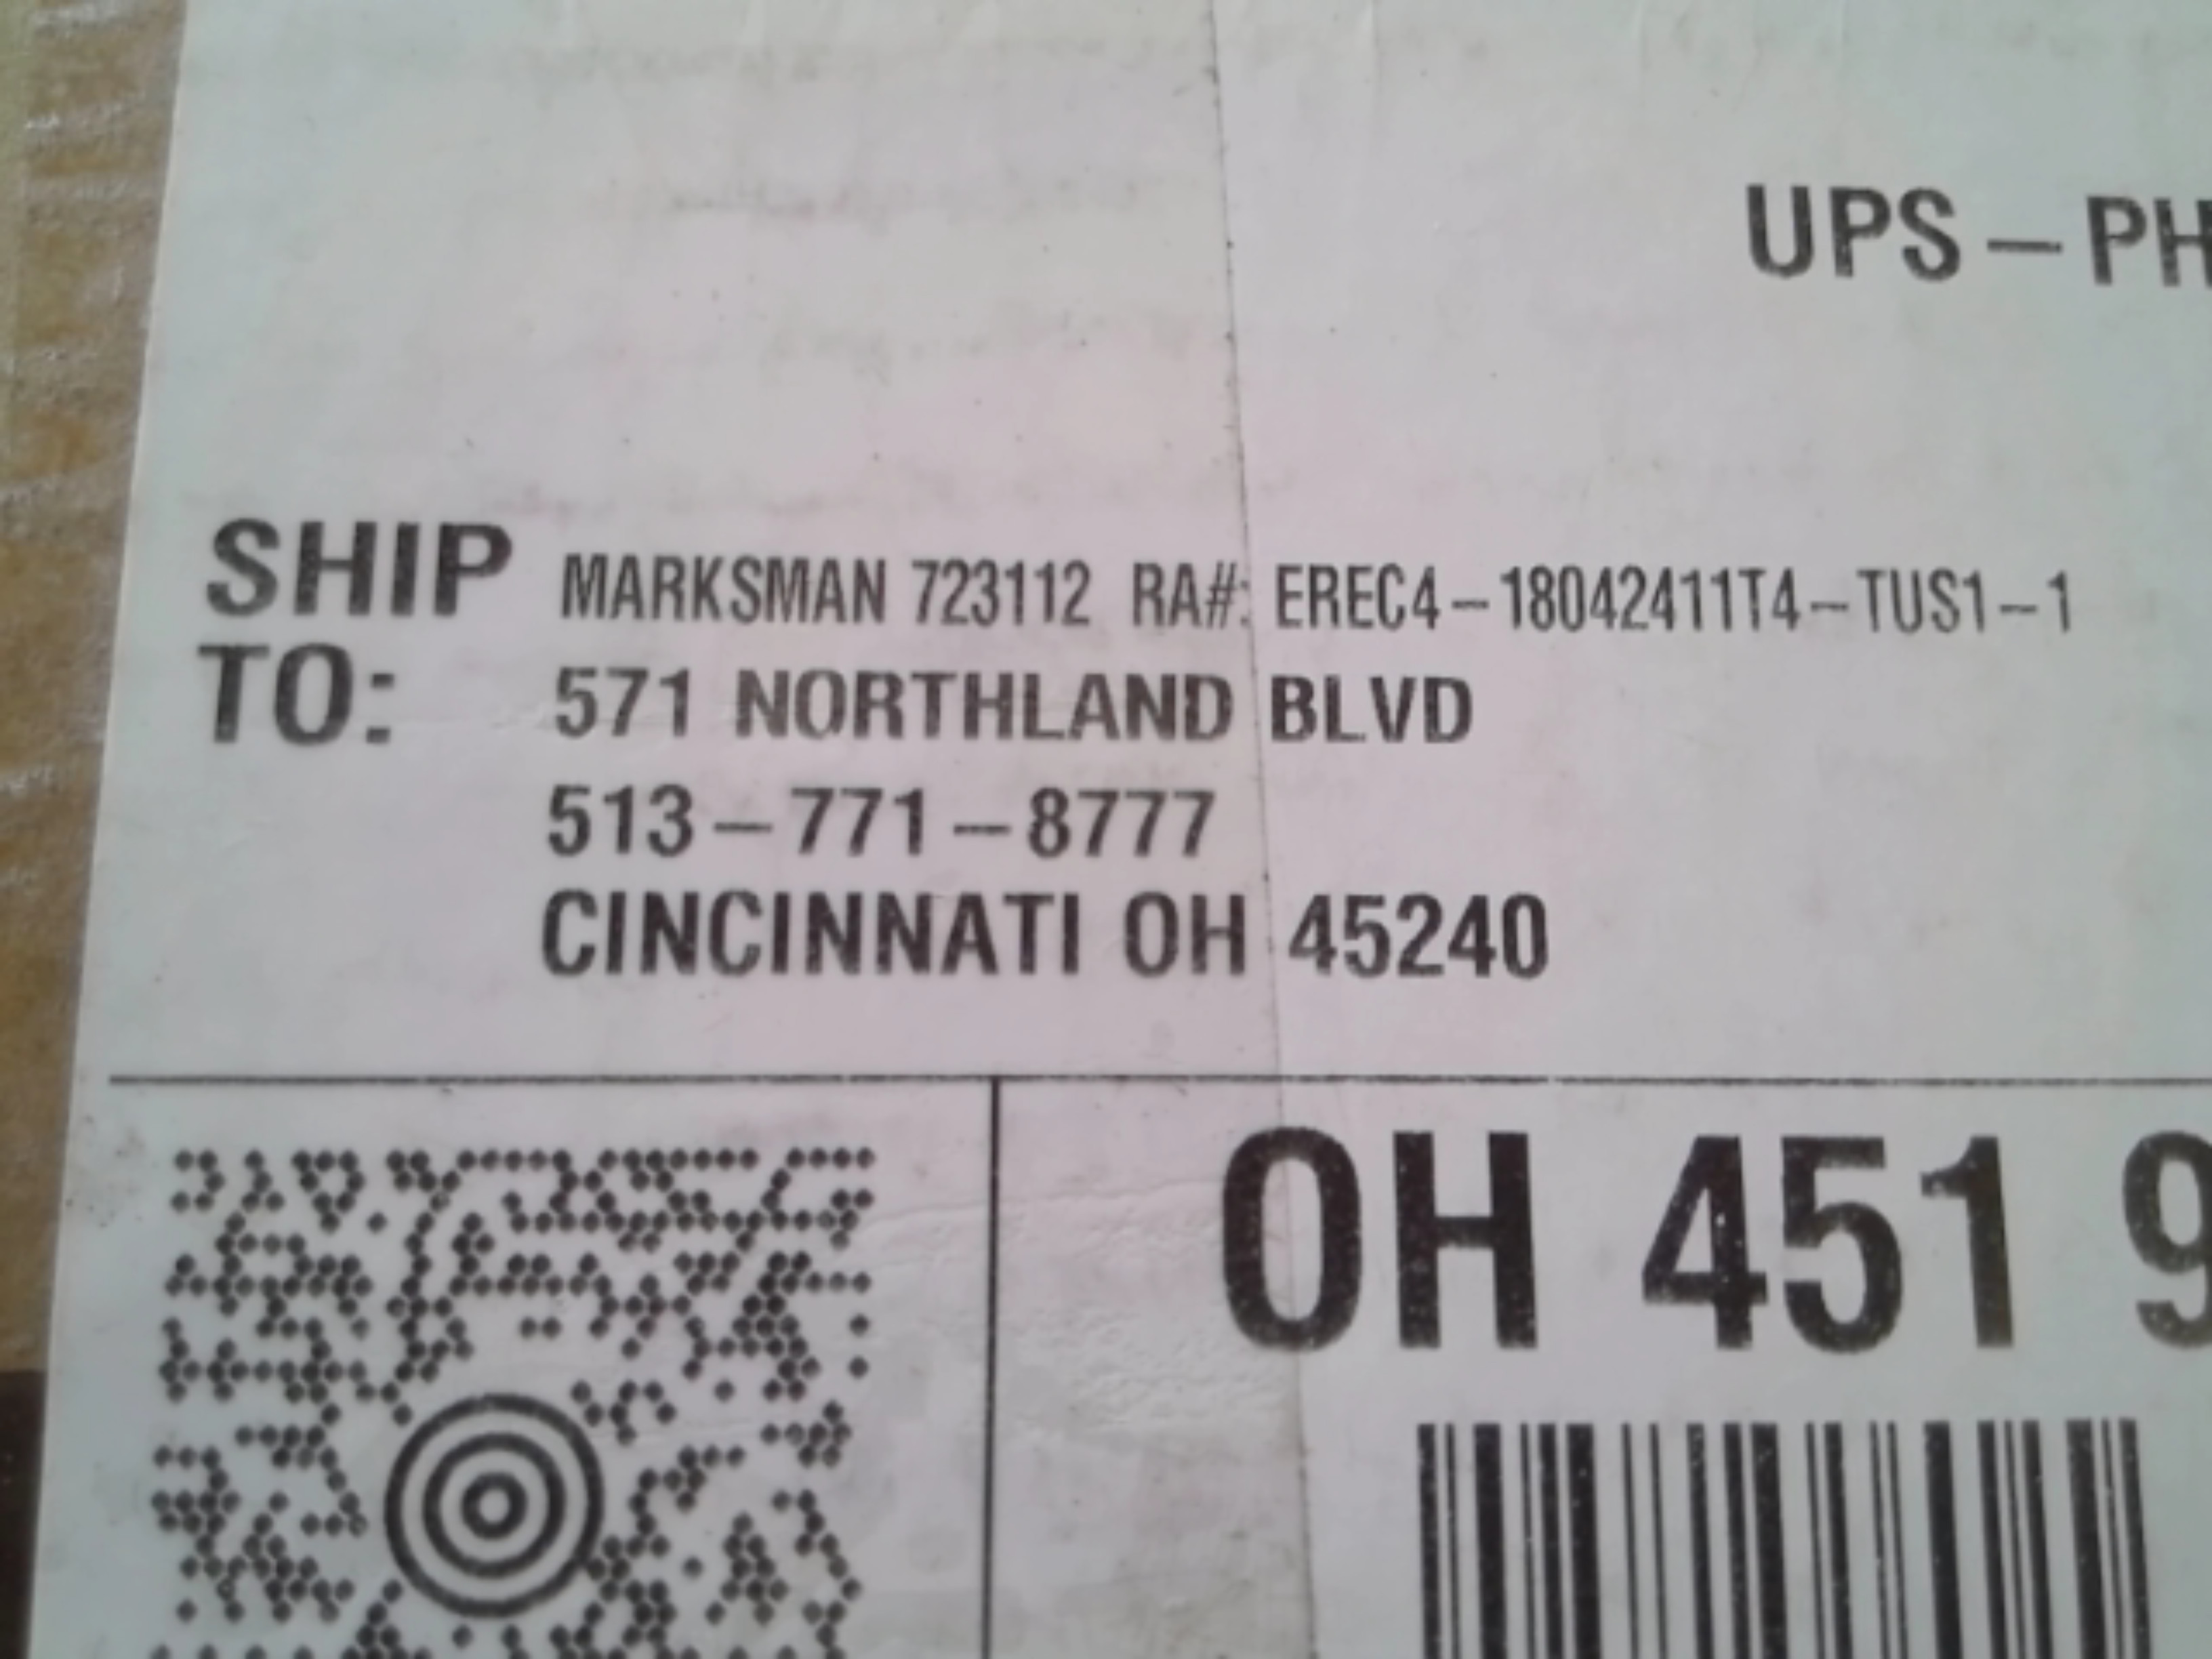 UPS – PH
SHIP TO: MARKSMAN 723112 RA#: EREC4–18042411T4–TUS1–1
571 NORTHLAND BLVD
513–771–8777
CINCINNATI OH 45240
OH 451 9